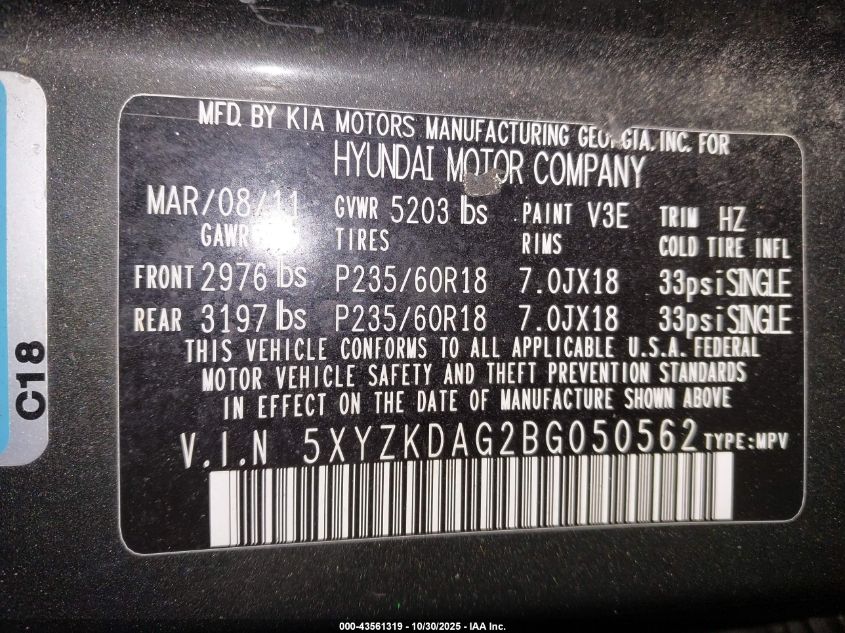 MFD. BY KIA MOTORS MANUFACTURING GEORGIA, INC. FOR
HYUNDAI MOTOR COMPANY
MAR/08/11 GVWR 5203 lbs PAINT V3E TRIM HZ
GAWR TIRES RIMS COLD TIRE INFL
FRONT 2976 lbs P235/60R18 7.0JX18 33psi SINGLE
REAR 3197 lbs P235/60R18 7.0JX18 33psi SINGLE
THIS VEHICLE CONFORMS TO ALL APPLICABLE U.S.A. FEDERAL
MOTOR VEHICLE SAFETY AND THEFT PREVENTION STANDARDS
IN EFFECT ON THE DATE OF MANUFACTURE SHOWN ABOVE
V.I.N 5XYZKDAG2BG050562 TYPE:MPV
C18
000-43561319 - 10/30/2025 - IAA Inc.